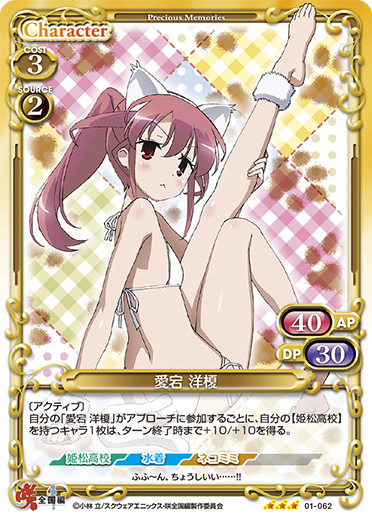 Precious Memories
Character
COST
3
SOURCE
2
40 AP
DP 30
愛宕 洋榎
[アクティブ]
自分の「愛宕 洋榎」がアプローチに参加するごとに、自分の【姫松高校】
を持つキャラ1枚は、ターン終了時まで+10/+10を得る。
姫松高校 水着 ネコミミ
ふふ~ん。ちょうしいい……!!
咲 全国編
©小林 立/スクウェアエニックス・咲全国編製作委員会
01-062